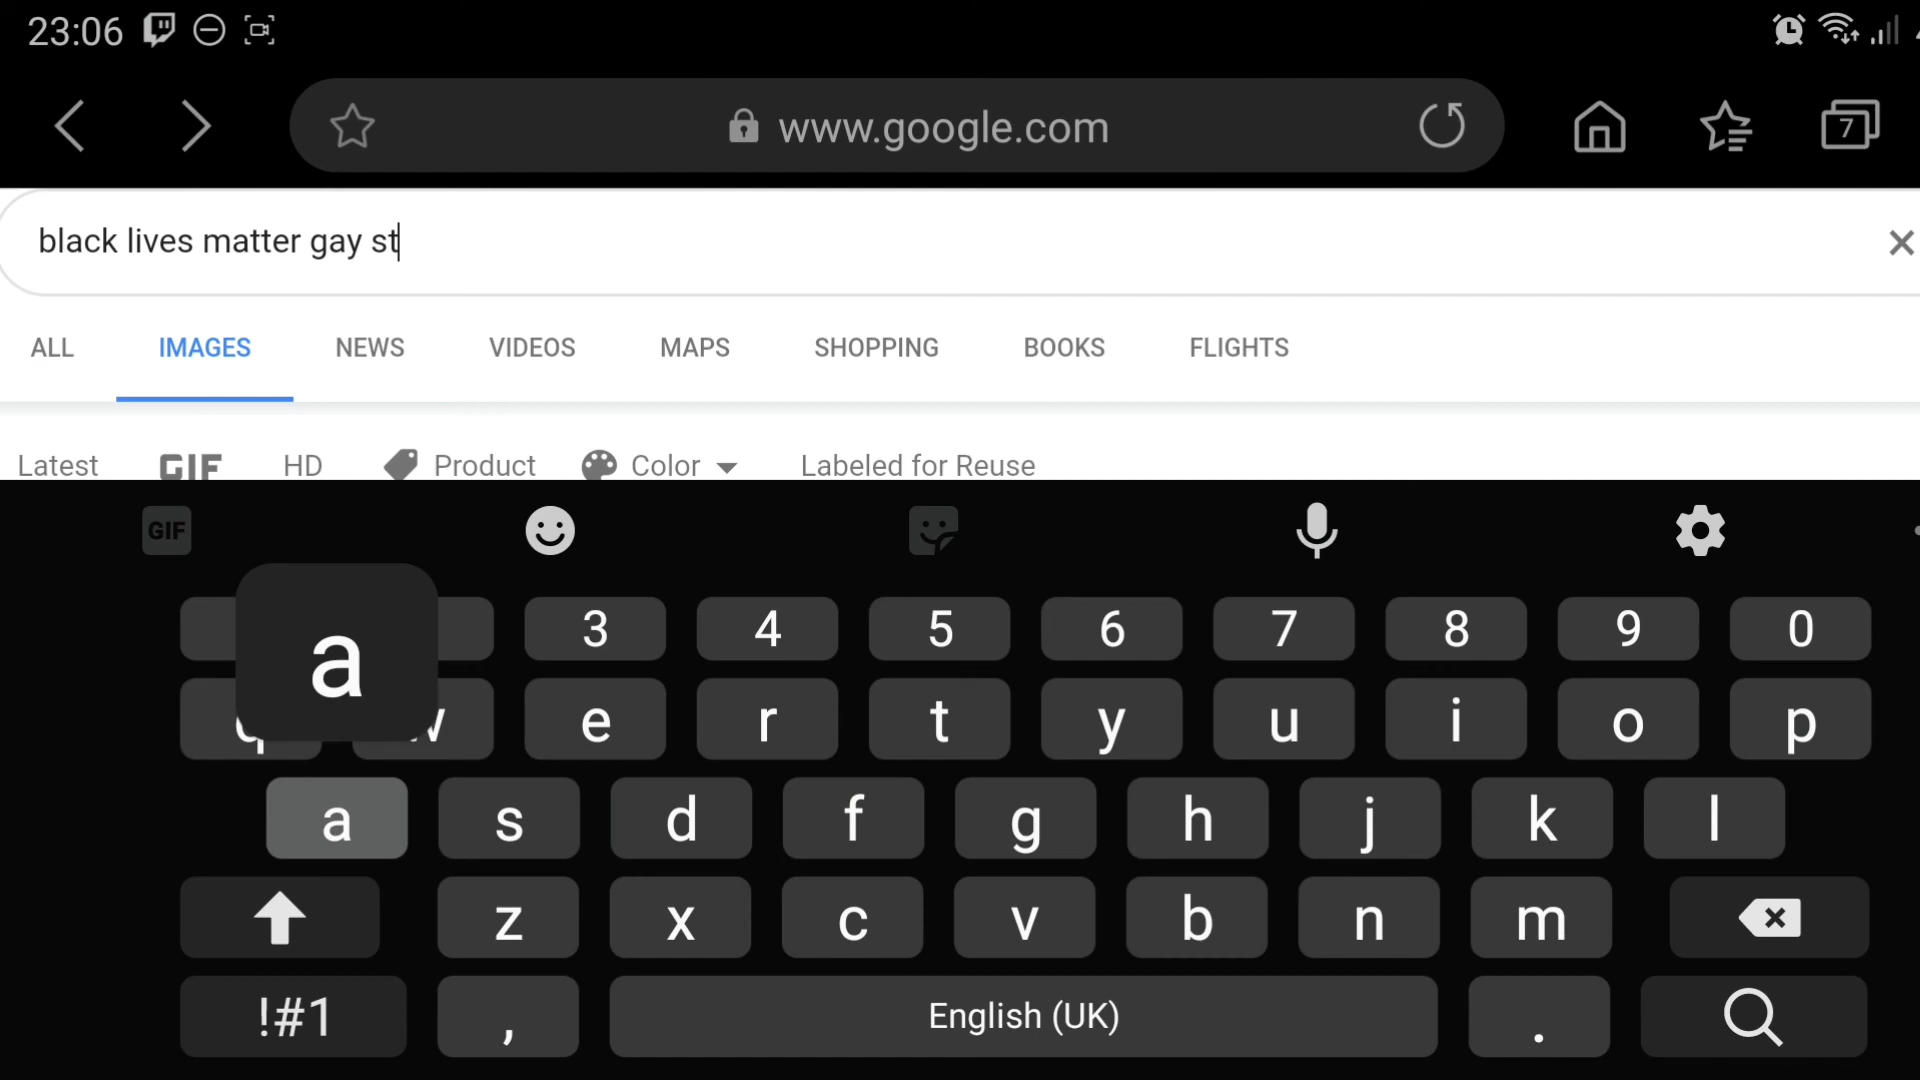 23:06
www.google.com
7
black lives matter gay st
ALL IMAGES NEWS VIDEOS MAPS SHOPPING BOOKS FLIGHTS
Latest GIF HD Product Color Labeled for Reuse
GIF
a
3 4 5 6 7 8 9 0
q w e r t y u i o p
a s d f g h j k l
z x c v b n m
!#1 , English (UK) .